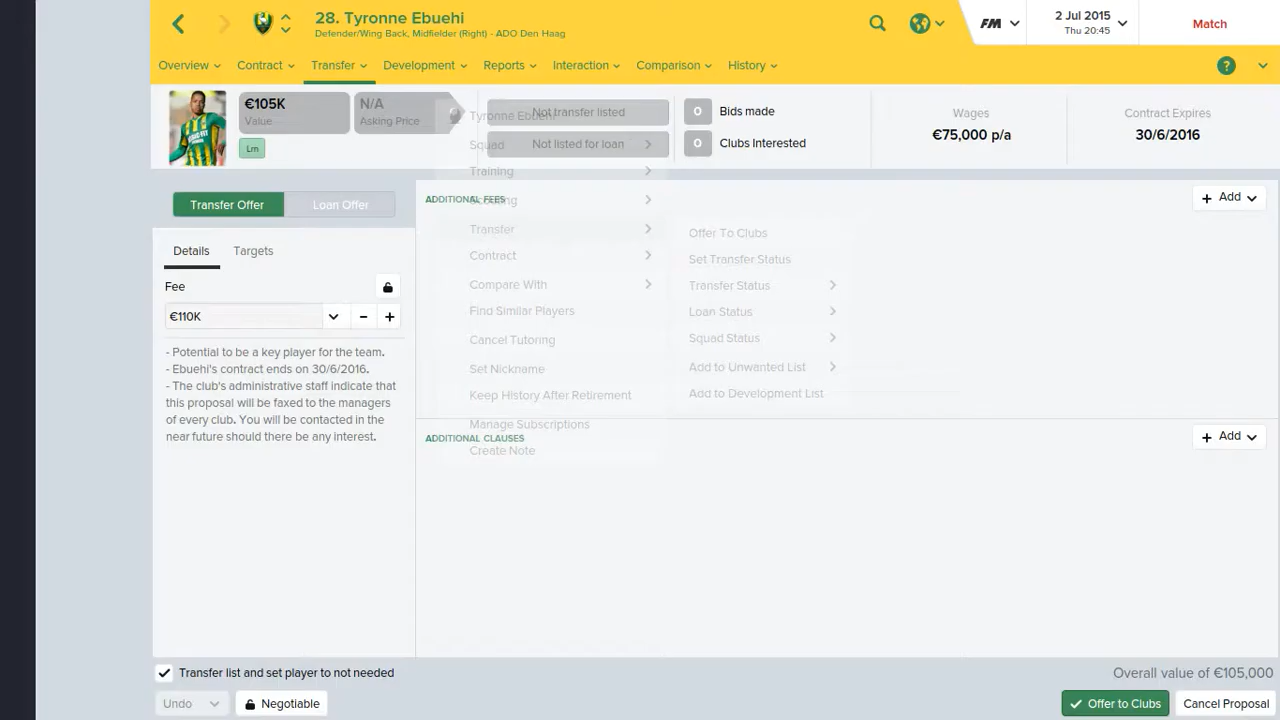 28. Tyronne Ebuehi
Defender/Wing Back, Midfielder (Right) - ADO Den Haag
FM
2 Jul 2015
Thu 20:45
Match
Overview
Contract
Transfer
Development
Reports
Interaction
Comparison
History
?
€105K
Value
N/A
Asking Price
Lrn
Not transfer listed
Not listed for loan
0 Bids made
0 Clubs Interested
Wages
€75,000 p/a
Contract Expires
30/6/2016
Transfer Offer
Loan Offer
Details
Targets
Fee
€110K
- Potential to be a key player for the team.
- Ebuehi's contract ends on 30/6/2016.
- The club's administrative staff indicate that
this proposal will be faxed to the managers
of every club. You will be contacted in the
near future should there be any interest.
Tyronne Ebuehi
Squad
Training
Transfer
Contract
Compare With
Find Similar Players
Cancel Tutoring
Set Nickname
Keep History After Retirement
Manage Subscriptions
Create Note
Offer To Clubs
Set Transfer Status
Transfer Status
Loan Status
Squad Status
Add to Unwanted List
Add to Development List
ADDITIONAL FEES
Add
ADDITIONAL CLAUSES
Add
Transfer list and set player to not needed
Overall value of €105,000
Undo
Negotiable
Offer to Clubs
Cancel Proposal